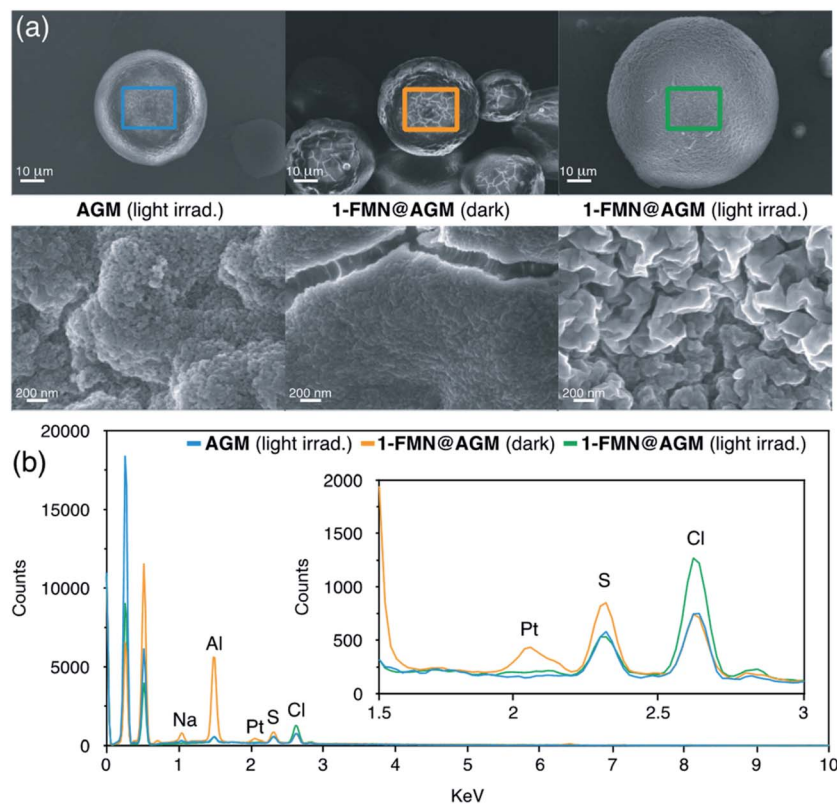 (a)
10 μm
10 μm
10 μm
AGM (light irrad.)
1-FMN@AGM (dark)
1-FMN@AGM (light irrad.)
200 nm
200 nm
200 nm
(b)
AGM (light irrad.)
1-FMN@AGM (dark)
1-FMN@AGM (light irrad.)
20000
15000
10000
5000
0
Counts
Na
Al
Pt
S
Cl
0 1 2 3 4 5 6 7 8 9 10
KeV
2000
1500
1000
500
0
Counts
Pt
S
Cl
1.5 2 2.5 3